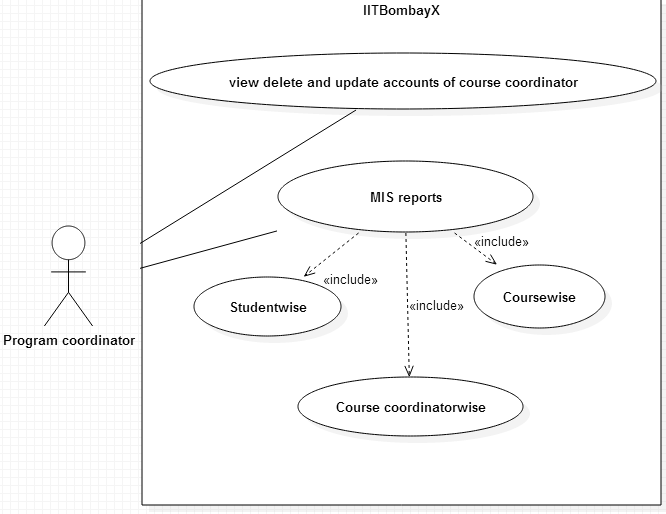 IITBombayX
view delete and update accounts of course coordinator
MIS reports
«include»
«include»
«include»
Studentwise
Coursewise
Program coordinator
Course coordinatorwise